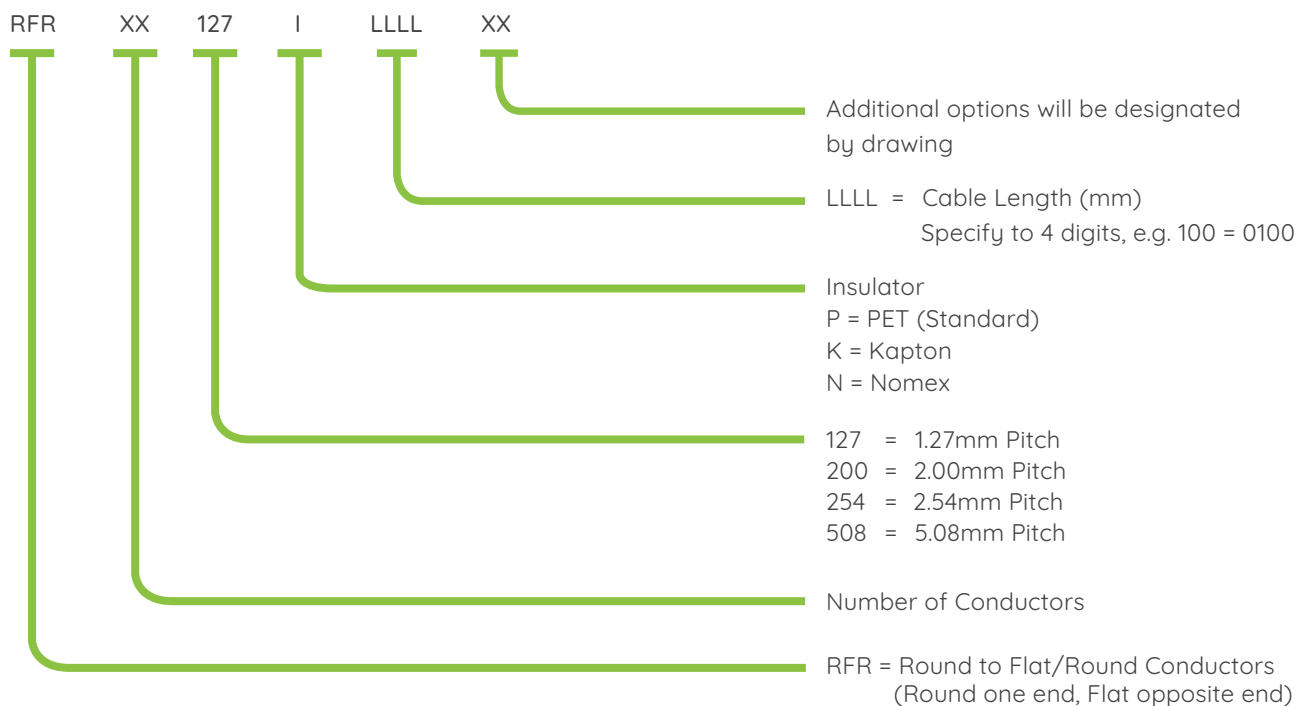 RFR XX 127 I LLLL XX
Additional options will be designated
by drawing
LLLL = Cable Length (mm)
Specify to 4 digits, e.g. 100 = 0100
Insulator
P = PET (Standard)
K = Kapton
N = Nomex
127 = 1.27mm Pitch
200 = 2.00mm Pitch
254 = 2.54mm Pitch
508 = 5.08mm Pitch
Number of Conductors
RFR = Round to Flat/Round Conductors
(Round one end, Flat opposite end)